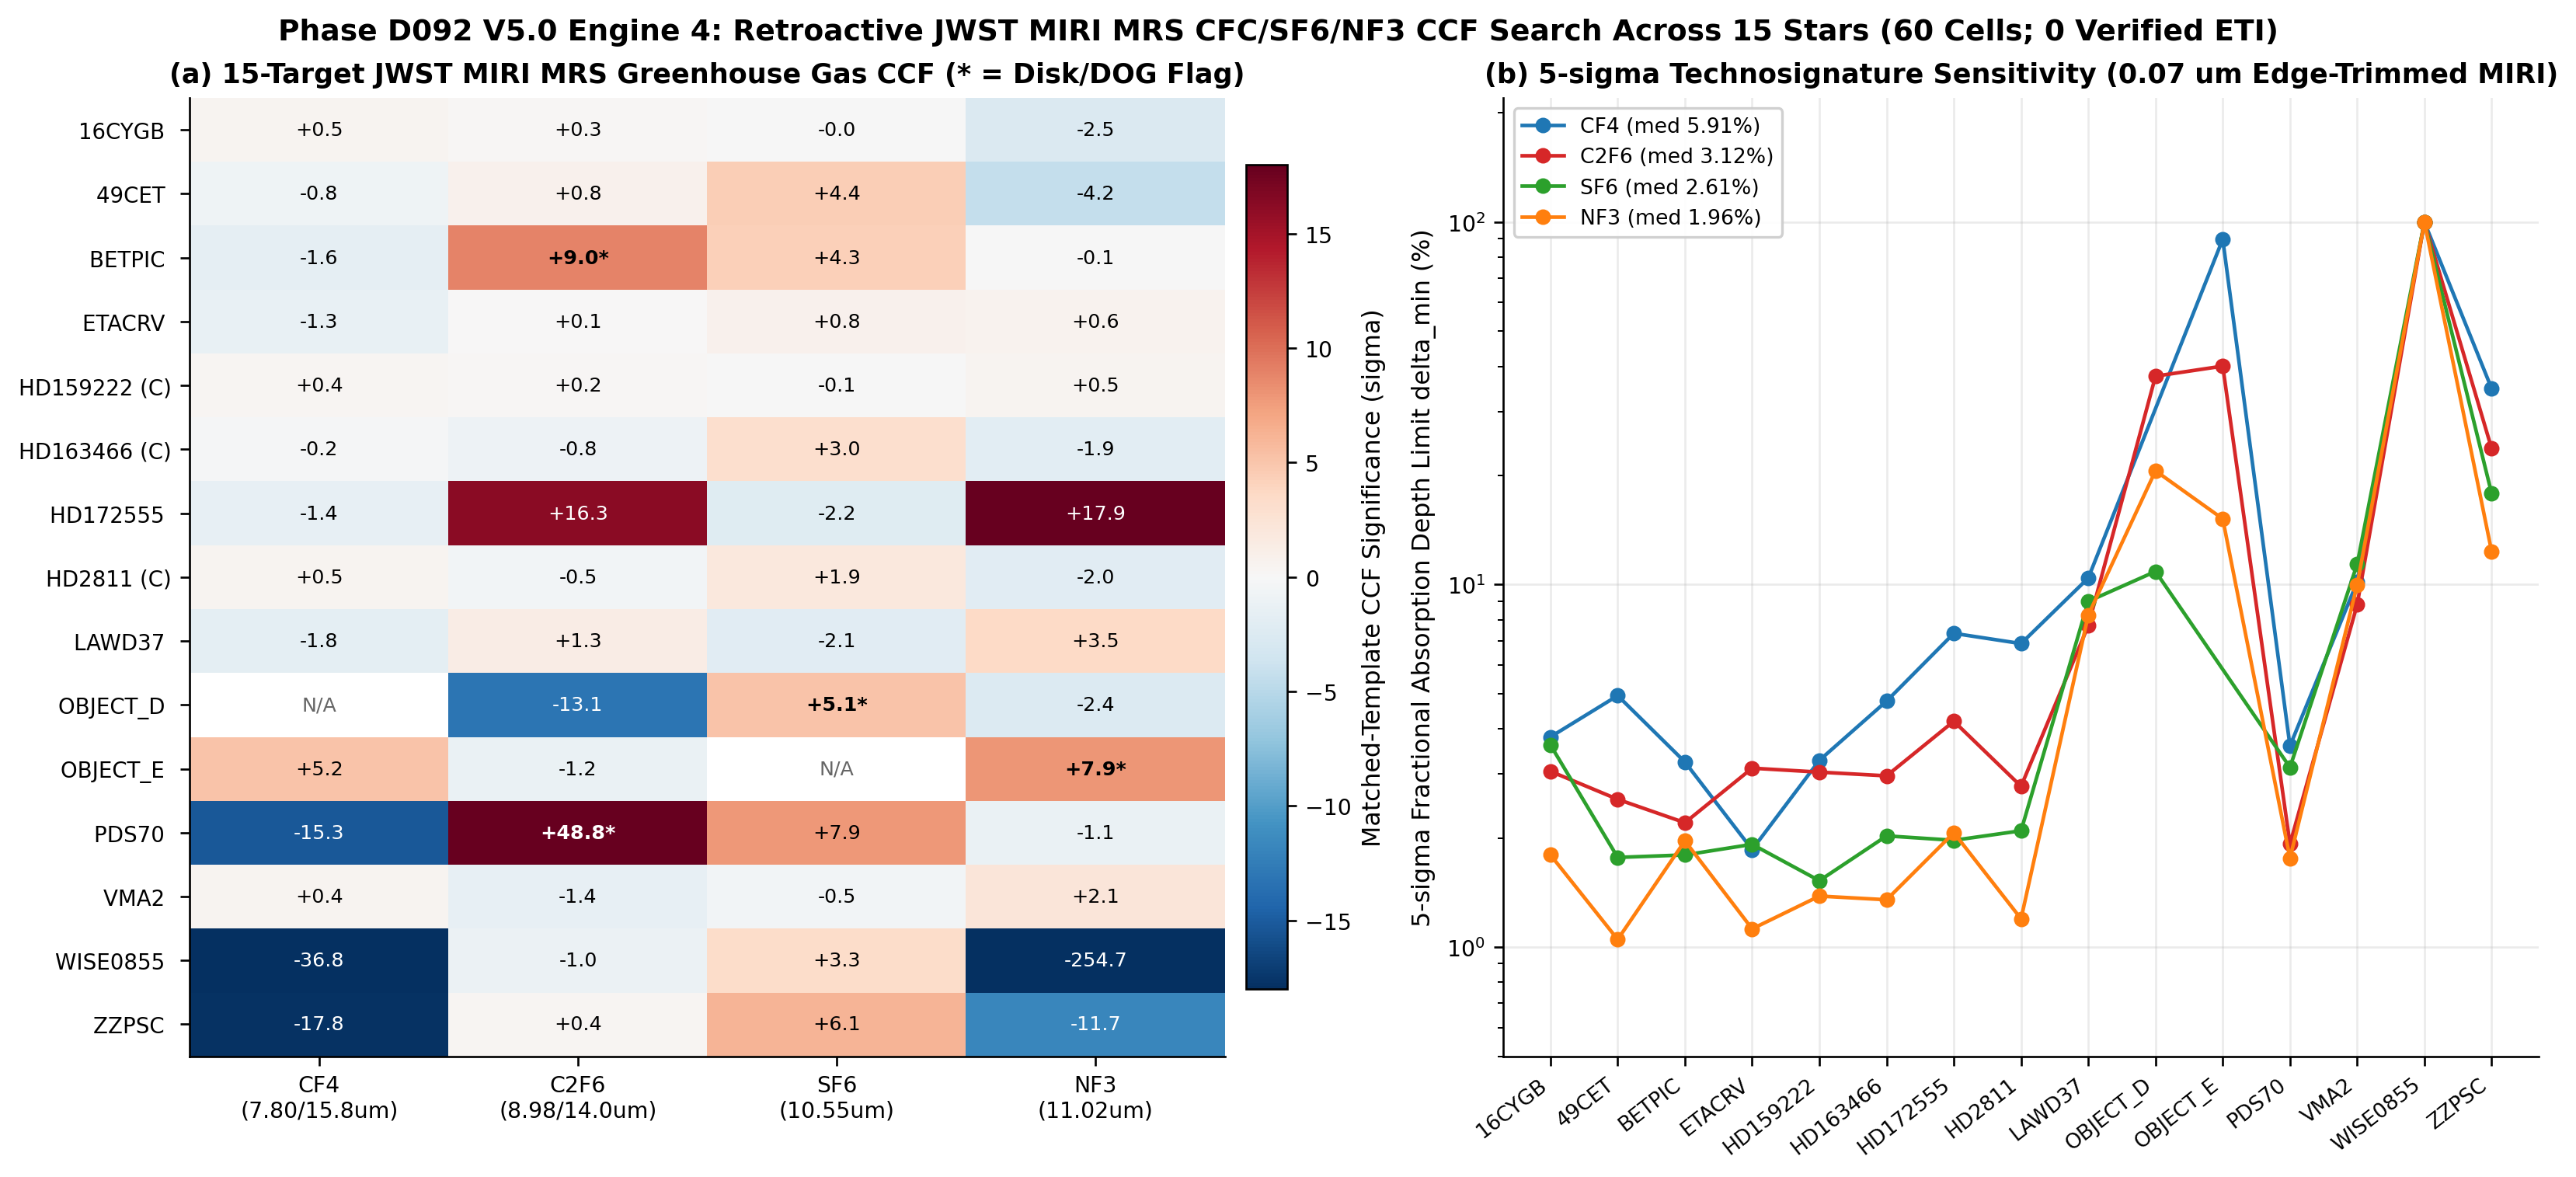 Phase D092 V5.0 Engine 4: Retroactive JWST MIRI MRS CFC/SF6/NF3 CCF Search Across 15 Stars (60 Cells; 0 Verified ETI)
(a) 15-Target JWST MIRI MRS Greenhouse Gas CCF (* = Disk/DOG Flag)
16CYGB +0.5 +0.3 -0.0 -2.5
49CET -0.8 +0.8 +4.4 -4.2
BETPIC -1.6 +9.0* +4.3 -0.1
ETACRV -1.3 +0.1 +0.8 +0.6
HD159222 (C) +0.4 +0.2 -0.1 +0.5
HD163466 (C) -0.2 -0.8 +3.0 -1.9
HD172555 -1.4 +16.3 -2.2 +17.9
HD2811 (C) +0.5 -0.5 +1.9 -2.0
LAWD37 -1.8 +1.3 -2.1 +3.5
OBJECT_D N/A -13.1 +5.1* -2.4
OBJECT_E +5.2 -1.2 N/A +7.9*
PDS70 -15.3 +48.8* +7.9 -1.1
VMA2 +0.4 -1.4 -0.5 +2.1
WISE0855 -36.8 -1.0 +3.3 -254.7
ZZPSC -17.8 +0.4 +6.1 -11.7
CF4 C2F6 SF6 NF3
(7.80/15.8um) (8.98/14.0um) (10.55um) (11.02um)
15
10
5
0
−5
−10
−15
Matched-Template CCF Significance (sigma)
(b) 5-sigma Technosignature Sensitivity (0.07 um Edge-Trimmed MIRI)
CF4 (med 5.91%)
C2F6 (med 3.12%)
SF6 (med 2.61%)
NF3 (med 1.96%)
5-sigma Fractional Absorption Depth Limit delta_min (%)
10²
10¹
10⁰
16CYGB
49CET
BETPIC
ETACRV
HD159222
HD163466
HD172555
HD2811
LAWD37
OBJECT_D
OBJECT_E
PDS70
VMA2
WISE0855
ZZPSC